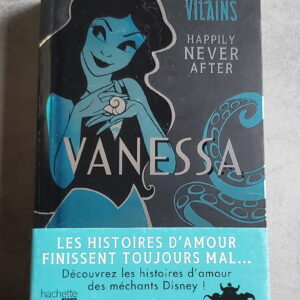 VILAINS
HAPPILY
NEVER
AFTER
VANESSA
LES HISTOIRES D'AMOUR
FINISSENT TOUJOURS MAL...
Découvrez les histoires d'amour
des méchants Disney !
hachette